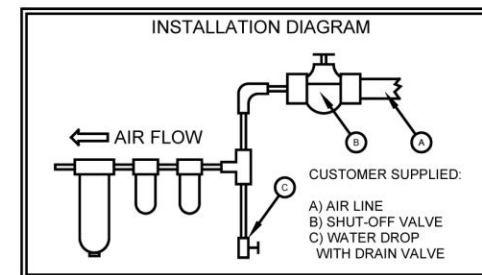 INSTALLATION DIAGRAM
AIR FLOW
B
A
C
CUSTOMER SUPPLIED:
A) AIR LINE
B) SHUT-OFF VALVE
C) WATER DROP
WITH DRAIN VALVE